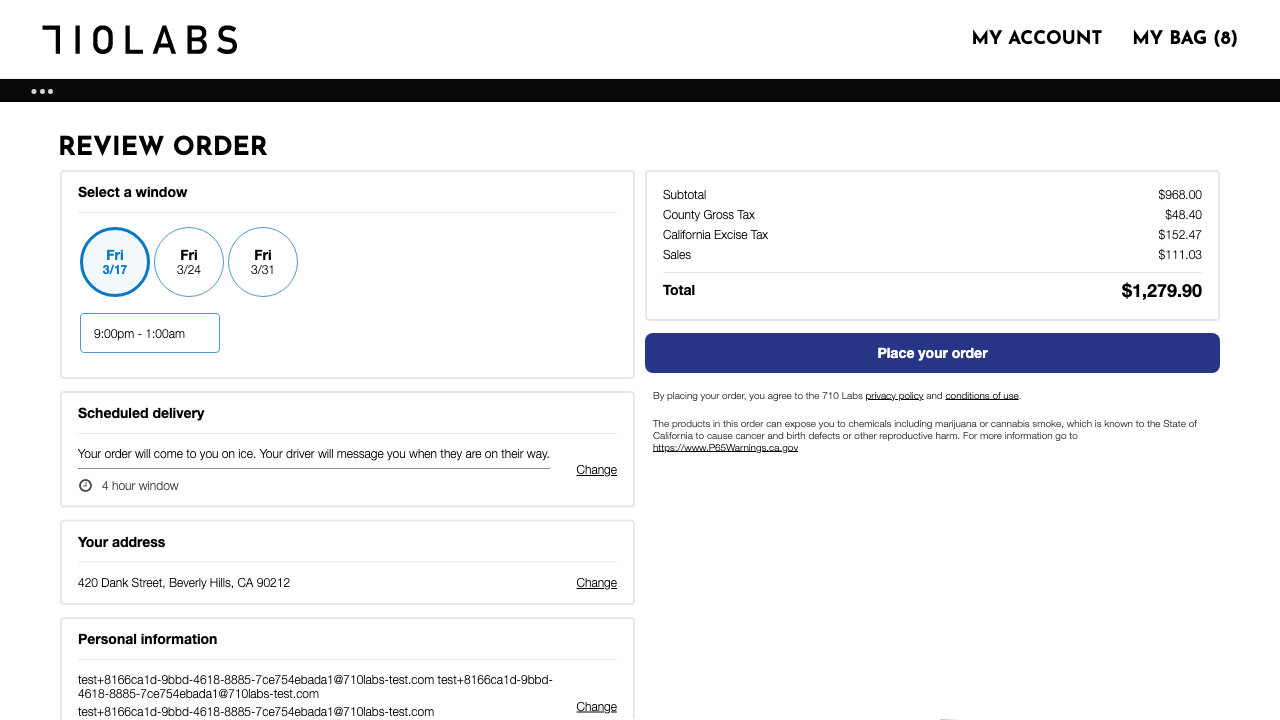 710LABS
MY ACCOUNT
MY BAG (8)
REVIEW ORDER
Select a window
Fri
3/17
Fri
3/24
Fri
3/31
9:00pm - 1:00am
Scheduled delivery
Your order will come to you on ice. Your driver will message you when they are on their way.
Change
4 hour window
Your address
420 Dank Street, Beverly Hills, CA 90212
Change
Personal information
test+8166ca1d-9bbd-4618-8885-7ce754ebada1@710labs-test.com test+8166ca1d-9bbd-
4618-8885-7ce754ebada1@710labs-test.com
test+8166ca1d-9bbd-4618-8885-7ce754ebada1@710labs-test.com
Change
Subtotal $968.00
County Gross Tax $48.40
California Excise Tax $152.47
Sales $111.03
Total $1,279.90
Place your order
By placing your order, you agree to the 710 Labs privacy policy and conditions of use.
The products in this order can expose you to chemicals including marijuana or cannabis smoke, which is known to the State of
California to cause cancer and birth defects or other reproductive harm. For more information go to
https://www.P65Warnings.ca.gov